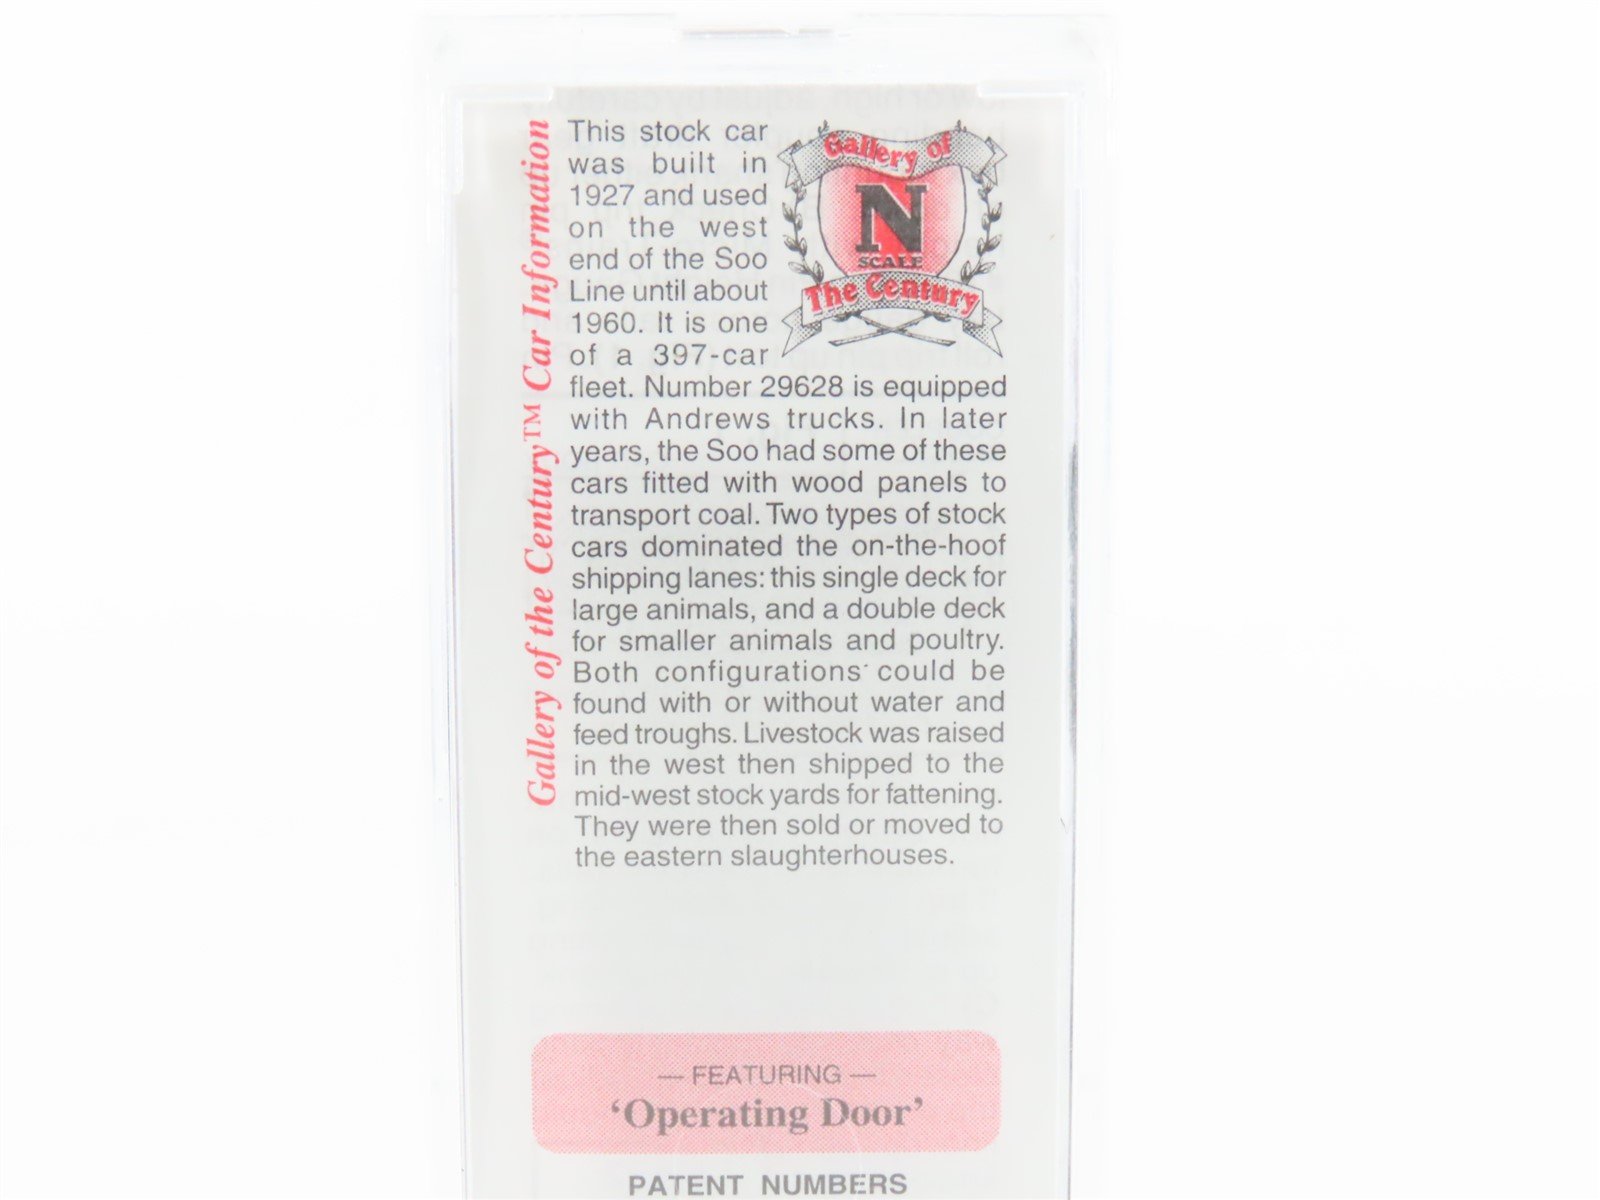 Gallery of the Century™ Car Information
This stock car
was built in
1927 and used
on the west
end of the Soo
Line until about
1960. It is one
of a 397-car
fleet. Number 29628 is equipped
with Andrews trucks. In later
years, the Soo had some of these
cars fitted with wood panels to
transport coal. Two types of stock
cars dominated the on-the-hoof
shipping lanes: this single deck for
large animals, and a double deck
for smaller animals and poultry.
Both configurations could be
found with or without water and
feed troughs. Livestock was raised
in the west then shipped to the
mid-west stock yards for fattening.
They were then sold or moved to
the eastern slaughterhouses.
Gallery of
N
SCALE
The Century
— FEATURING —
‘Operating Door’
PATENT NUMBERS